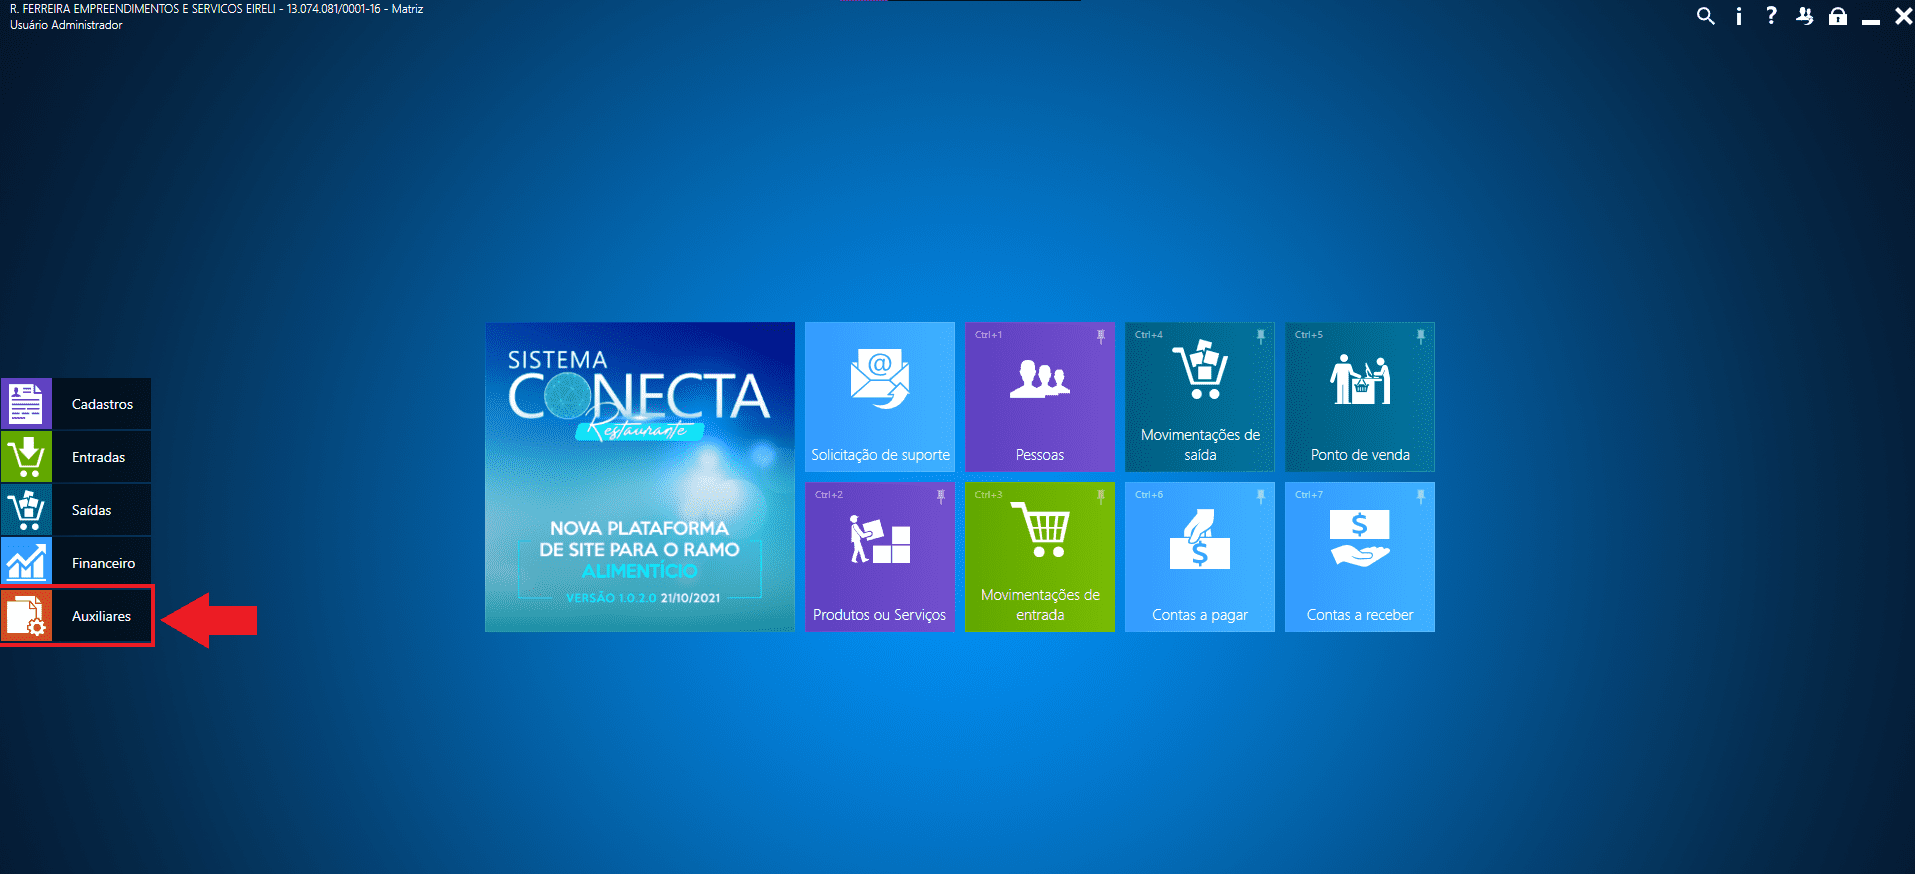 R. FERREIRA EMPREENDIMENTOS E SERVICOS EIRELI - 13.074.081/0001-16 - Matriz
Usuário Administrador
Cadastros
Entradas
Saídas
Financeiro
Auxiliares
SISTEMA
CONECTA
Restaurante
NOVA PLATAFORMA
DE SITE PARA O RAMO
ALIMENTÍCIO
VERSÃO 1.0.2.0 21/10/2021
Solicitação de suporte
Ctrl+1
Pessoas
Ctrl+4
Movimentações de
saída
Ctrl+5
Ponto de venda
Ctrl+2
Produtos ou Serviços
Ctrl+3
Movimentações de
entrada
Ctrl+6
Contas a pagar
Ctrl+7
Contas a receber